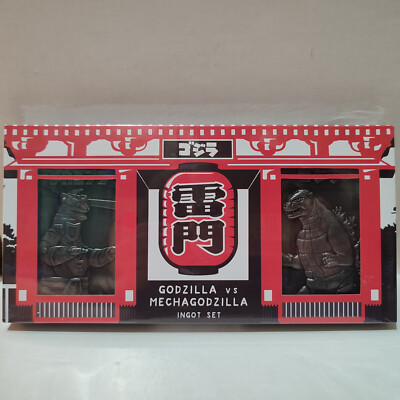 ゴジラ
雷門
GODZILLA VS
MECHAGODZILLA
INGOT SET